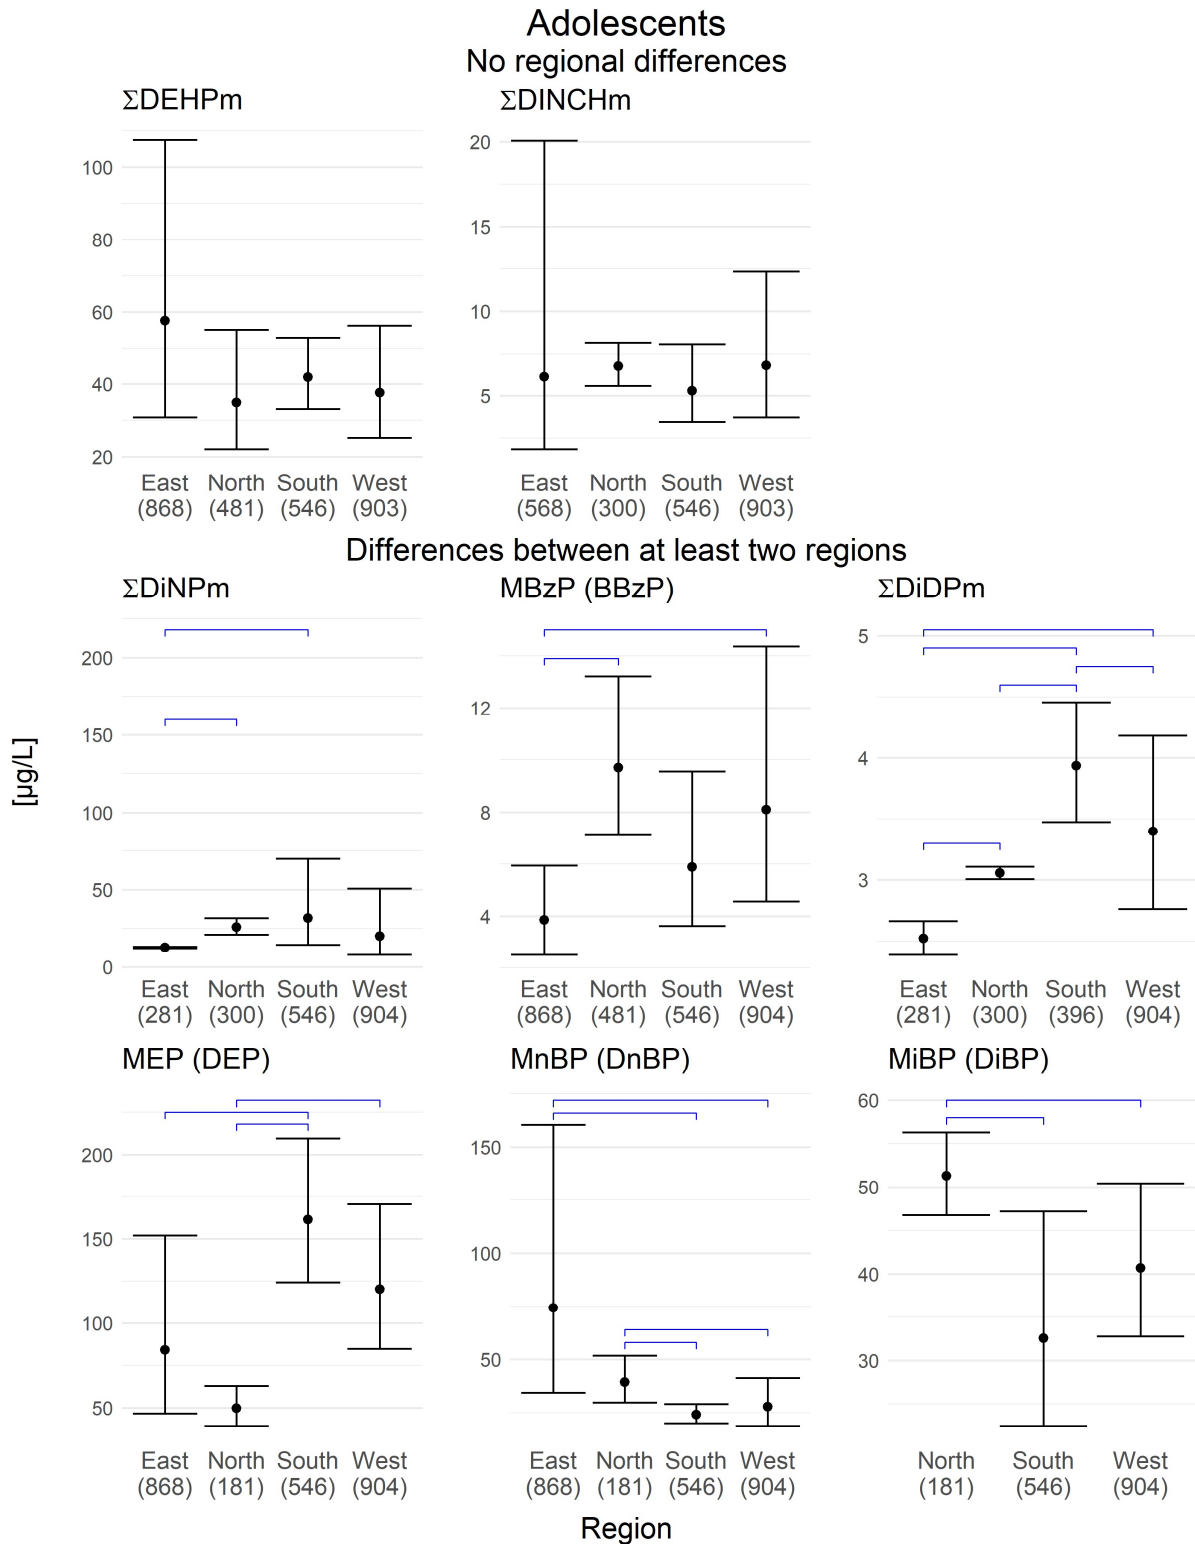 Adolescents
No regional differences
ΣDEHPm
ΣDINCHm
100
80
60
40
20
20
15
10
5
East North South West
(868) (481) (546) (903)
East North South West
(568) (300) (546) (903)
Differences between at least two regions
ΣDiNPm
MBzP (BBzP)
ΣDiDPm
[µg/L]
200
150
100
50
0
12
8
4
5
4
3
East North South West
(281) (300) (546) (904)
East North South West
(868) (481) (546) (904)
East North South West
(281) (300) (396) (904)
MEP (DEP)
MnBP (DnBP)
MiBP (DiBP)
200
150
100
50
150
100
50
60
50
40
30
East North South West
(868) (181) (546) (904)
East North South West
(868) (181) (546) (904)
North South West
(181) (546) (904)
Region